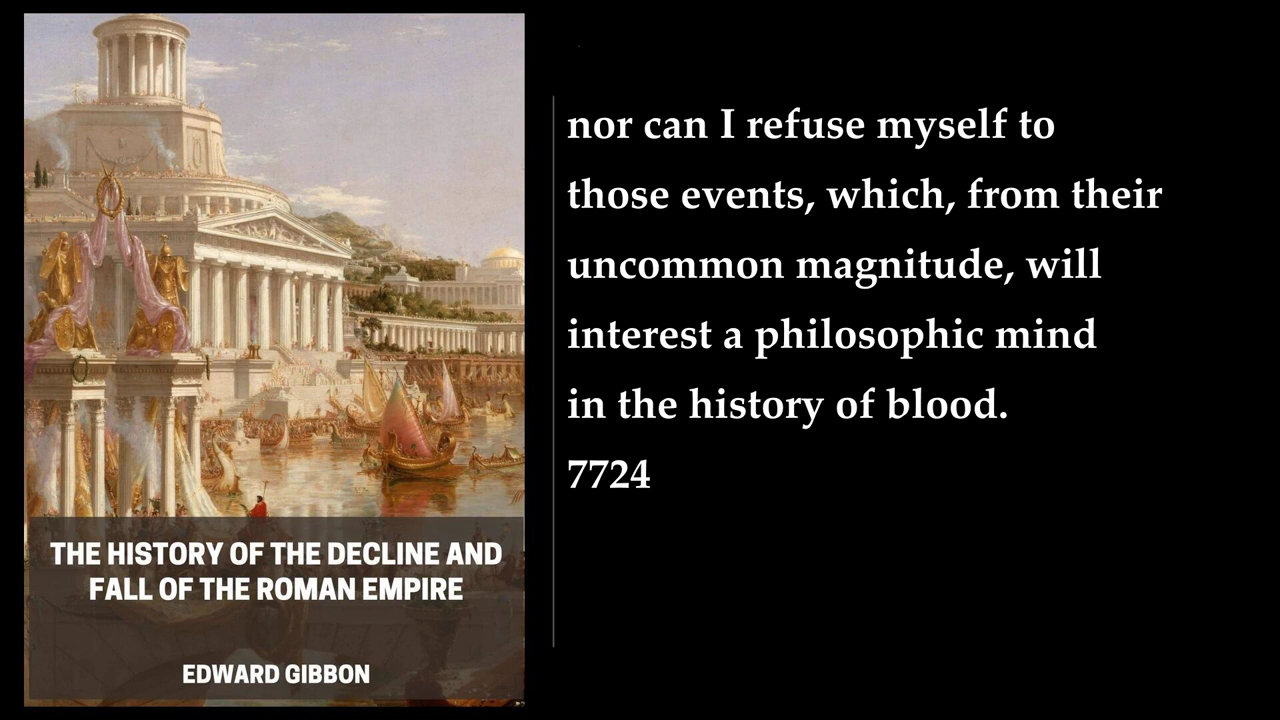 nor can I refuse myself to
those events, which, from their
uncommon magnitude, will
interest a philosophic mind
in the history of blood.
7724
THE HISTORY OF THE DECLINE AND
FALL OF THE ROMAN EMPIRE
EDWARD GIBBON